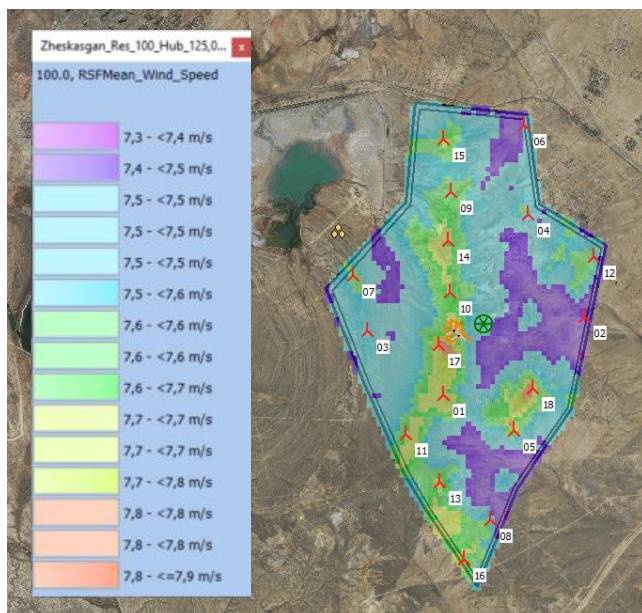 Zheskasgan_Res_100_Hub_125,0...
x
100.0, RSFMean_Wind_Speed
7,3 - <7,4 m/s
7,4 - <7,5 m/s
7,5 - <7,5 m/s
7,5 - <7,5 m/s
7,5 - <7,5 m/s
7,5 - <7,6 m/s
7,6 - <7,6 m/s
7,6 - <7,6 m/s
7,6 - <7,7 m/s
7,7 - <7,7 m/s
7,7 - <7,7 m/s
7,7 - <7,8 m/s
7,8 - <7,8 m/s
7,8 - <7,8 m/s
7,8 - <=7,9 m/s
06
15
09
04
14
12
07
10
02
03
17
18
01
05
11
13
08
16